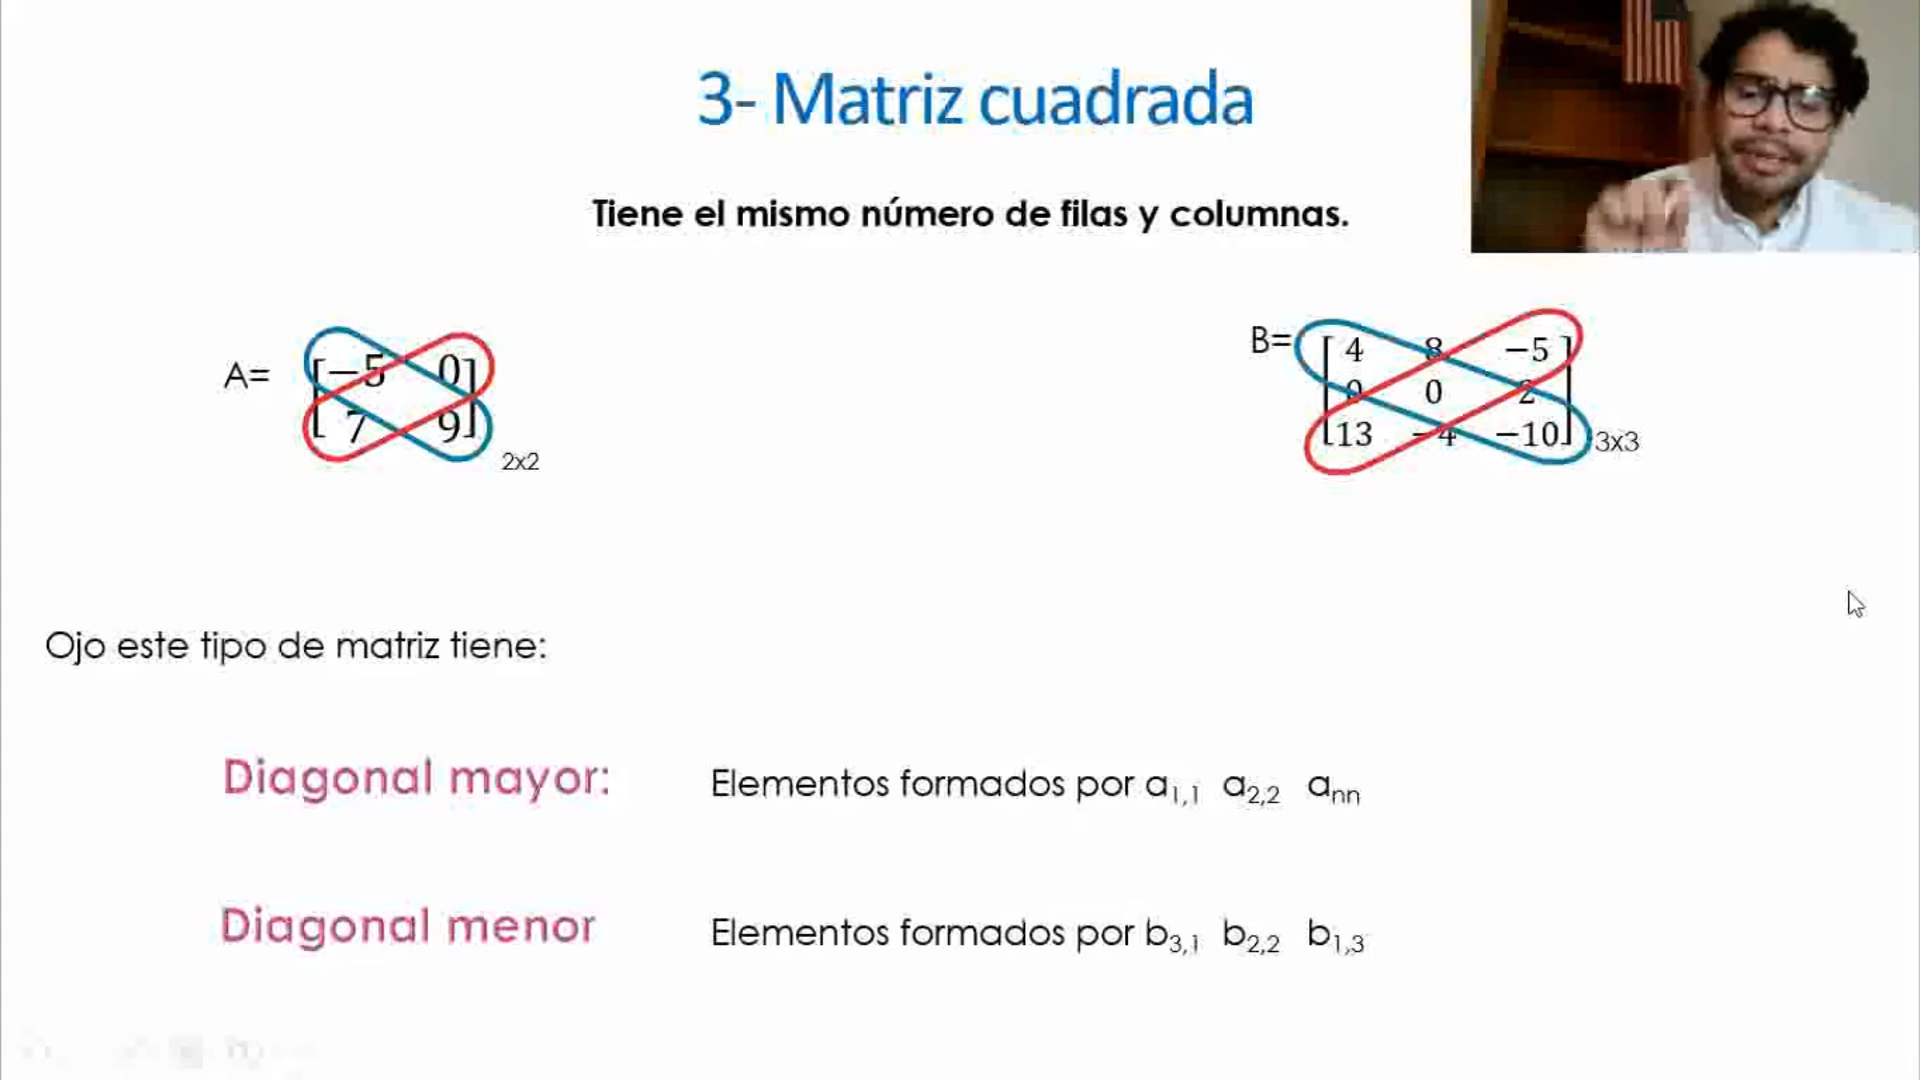 3- Matriz cuadrada
Tiene el mismo número de filas y columnas.
A= [−5 0
7 9] 2x2
B= [4 8 −5
0 0 2
13 −4 −10] 3x3
Ojo este tipo de matriz tiene:
Diagonal mayor: Elementos formados por a1,1 a2,2 ann
Diagonal menor Elementos formados por b3,1 b2,2 b1,3